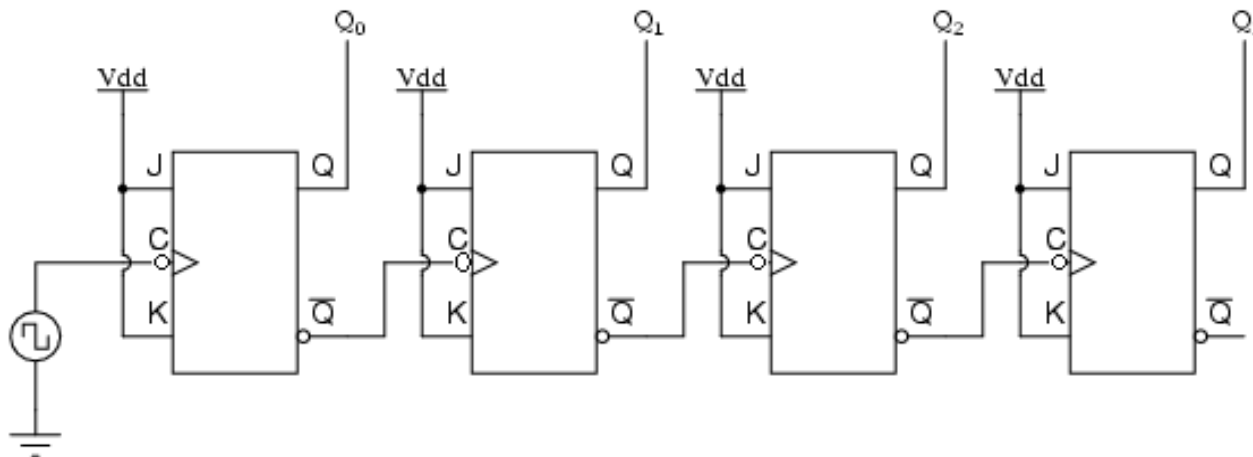 Q₀ Q₁ Q₂ Q
Vdd Vdd Vdd Vdd
J Q J Q J Q J Q
C C C C
K Q̅ K Q̅ K Q̅ K Q̅